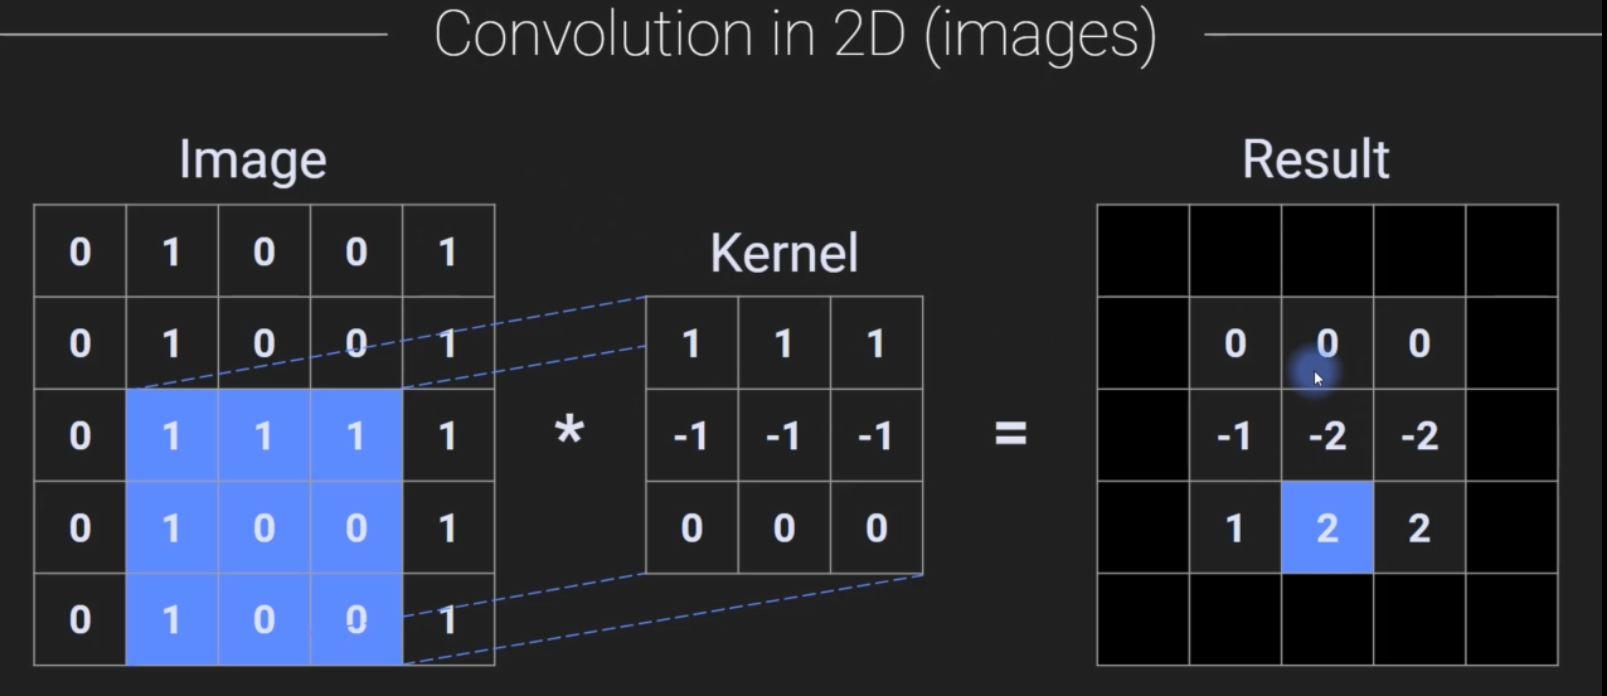 Convolution in 2D (images)
Image
0 1 0 0 1
0 1 0 0 1
0 1 1 1 1
0 1 0 0 1
0 1 0 0 1
*
Kernel
1 1 1
-1 -1 -1
0 0 0
=
Result
0 0 0
-1 -2 -2
1 2 2